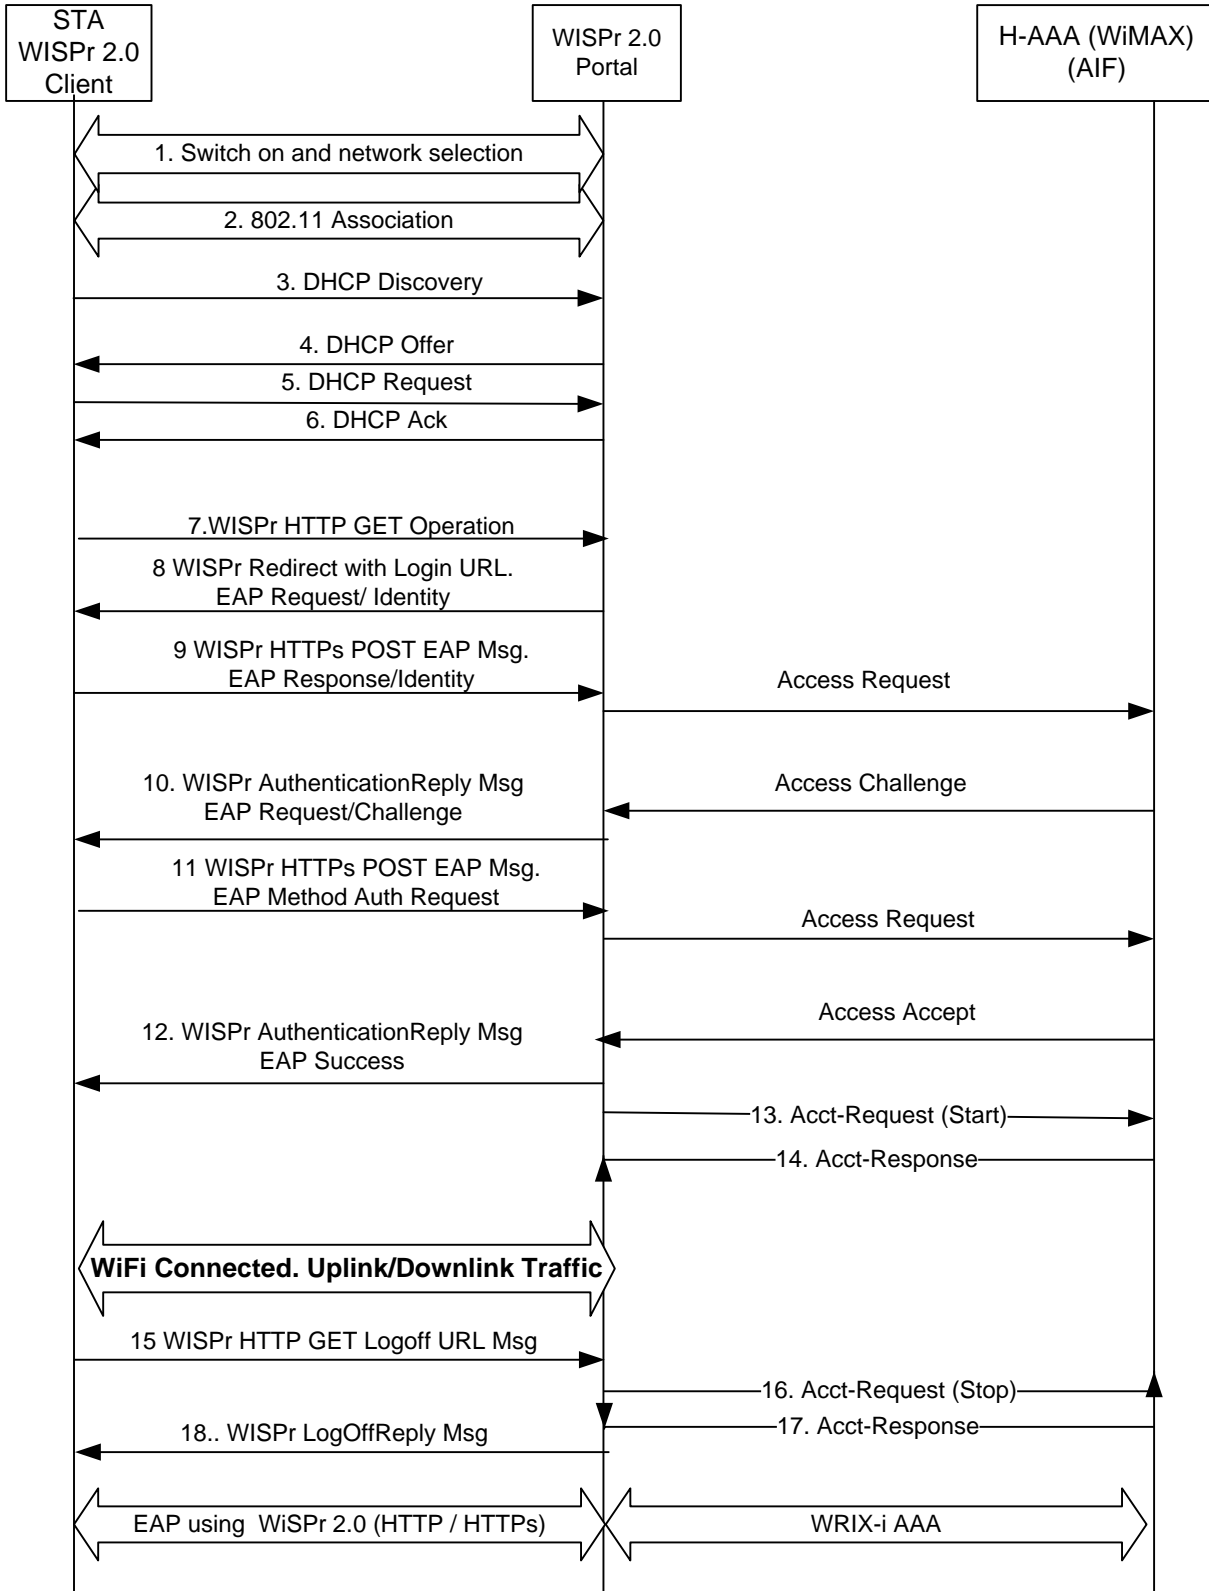 STA
WISPr 2.0
Client
WISPr 2.0
Portal
H-AAA (WiMAX)
(AIF)
1. Switch on and network selection
2. 802.11 Association
3. DHCP Discovery
4. DHCP Offer
5. DHCP Request
6. DHCP Ack
7.WISPr HTTP GET Operation
8 WISPr Redirect with Login URL.
EAP Request/ Identity
9 WISPr HTTPs POST EAP Msg.
EAP Response/Identity
Access Request
10. WISPr AuthenticationReply Msg
EAP Request/Challenge
Access Challenge
11 WISPr HTTPs POST EAP Msg.
EAP Method Auth Request
Access Request
Access Accept
12. WISPr AuthenticationReply Msg
EAP Success
13. Acct-Request (Start)
14. Acct-Response
WiFi Connected. Uplink/Downlink Traffic
15 WISPr HTTP GET Logoff URL Msg
16. Acct-Request (Stop)
17. Acct-Response
18.. WISPr LogOffReply Msg
EAP using WiSPr 2.0 (HTTP / HTTPs)
WRIX-i AAA